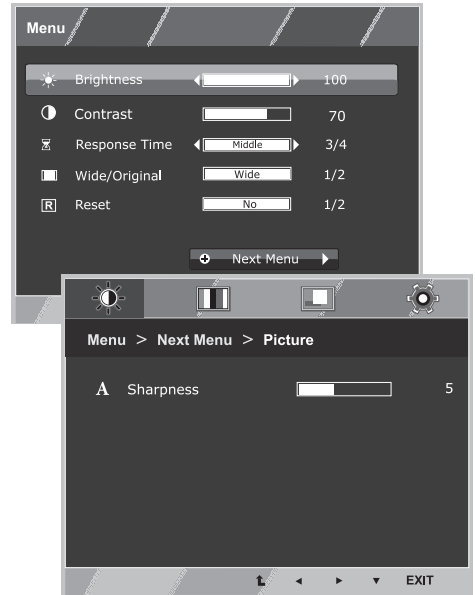 Menu
Brightness 100
Contrast 70
Response Time Middle 3/4
Wide/Original Wide 1/2
R Reset No 1/2
Next Menu
Menu > Next Menu > Picture
A Sharpness 5
EXIT